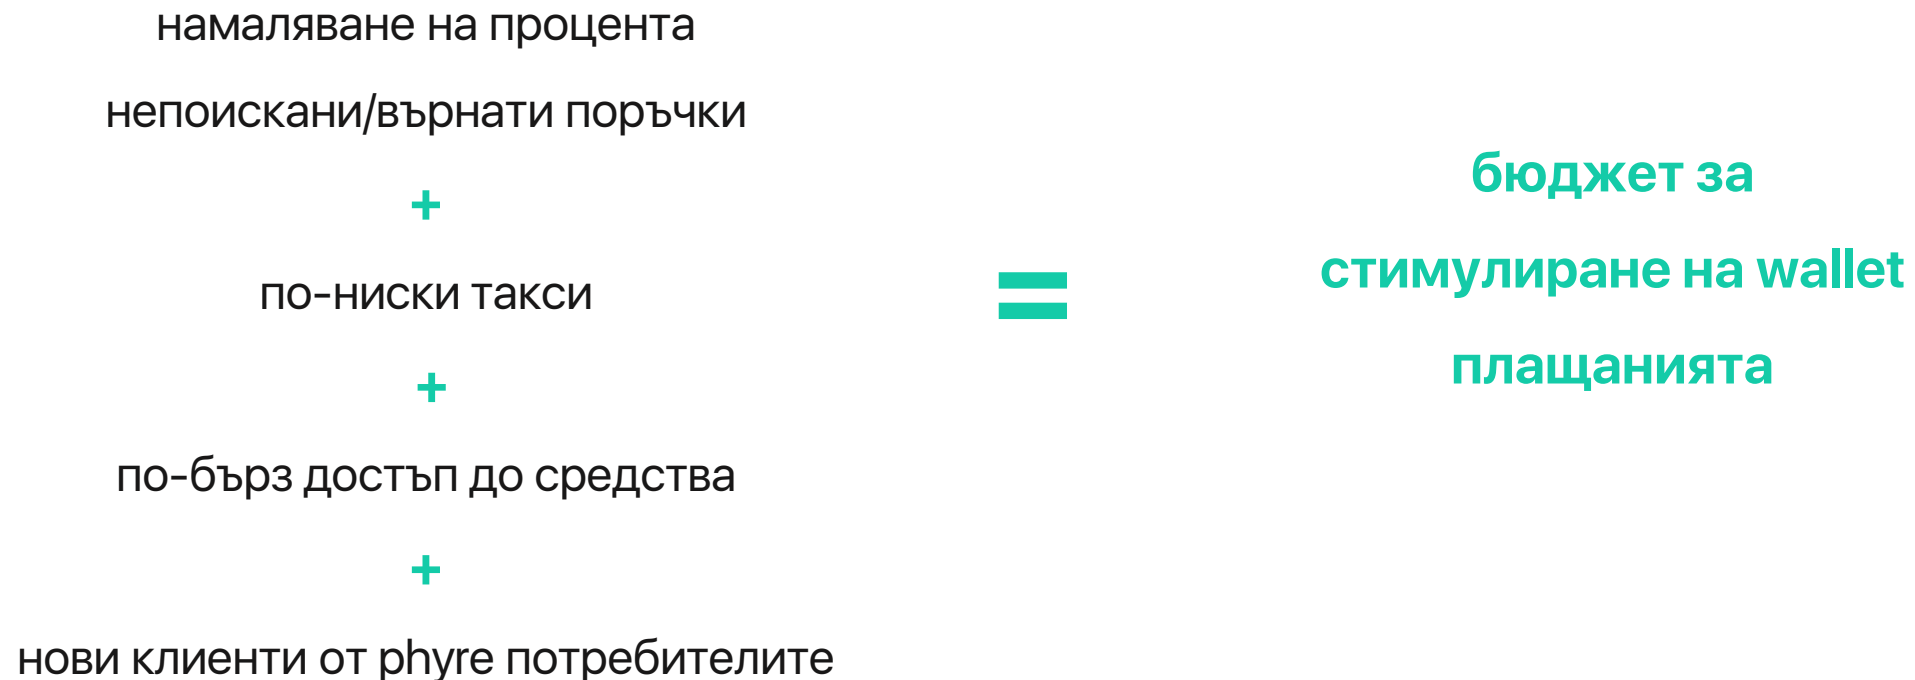 намаляване на процента
непоискани/върнати поръчки
+
по-ниски такси
+
по-бърз достъп до средства
+
нови клиенти от phyre потребителите
=
бюджет за
стимулиране на wallet
плащанията